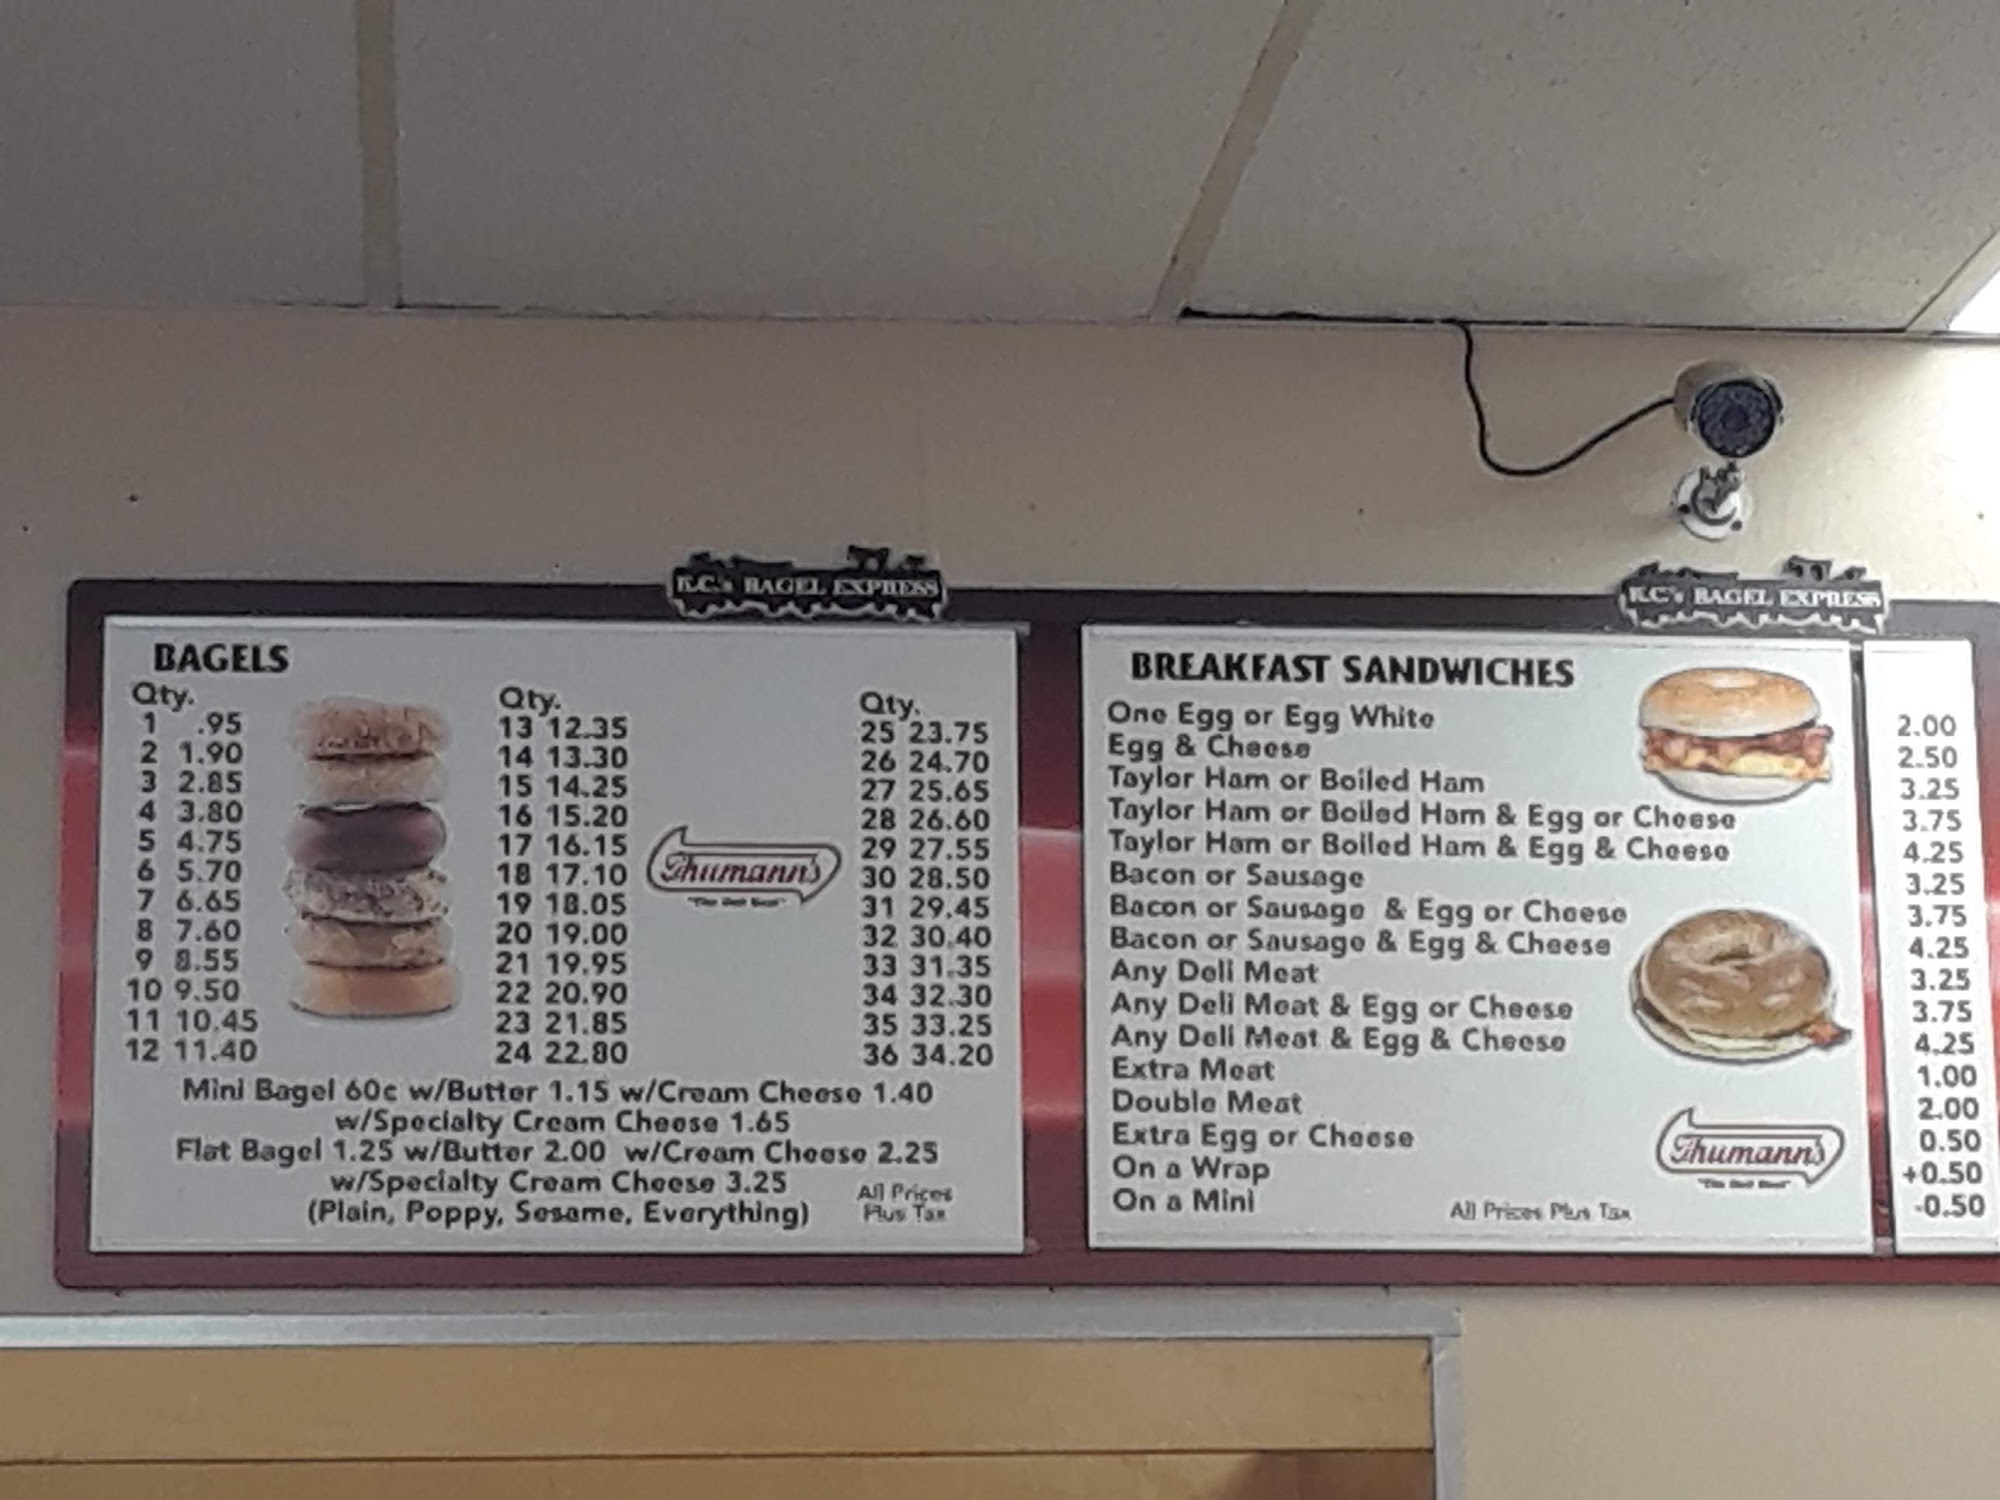 K.C.'s BAGEL EXPRESS
BAGELS
Qty.
1 .95
2 1.90
3 2.85
4 3.80
5 4.75
6 5.70
7 6.65
8 7.60
9 8.55
10 9.50
11 10.45
12 11.40
Qty.
13 12.35
14 13.30
15 14.25
16 15.20
17 16.15
18 17.10
19 18.05
20 19.00
21 19.95
22 20.90
23 21.85
24 22.80
Thumann's
"The Deli Best"
Qty.
25 23.75
26 24.70
27 25.65
28 26.60
29 27.55
30 28.50
31 29.45
32 30.40
33 31.35
34 32.30
35 33.25
36 34.20
Mini Bagel 60c w/Butter 1.15 w/Cream Cheese 1.40
w/Specialty Cream Cheese 1.65
Flat Bagel 1.25 w/Butter 2.00 w/Cream Cheese 2.25
w/Specialty Cream Cheese 3.25
(Plain, Poppy, Sesame, Everything)
All Prices
Plus Tax
K.C's BAGEL EXPRESS
BREAKFAST SANDWICHES
One Egg or Egg White 2.00
Egg & Cheese 2.50
Taylor Ham or Boiled Ham 3.25
Taylor Ham or Boiled Ham & Egg or Cheese 3.75
Taylor Ham or Boiled Ham & Egg & Cheese 4.25
Bacon or Sausage 3.25
Bacon or Sausage & Egg or Cheese 3.75
Bacon or Sausage & Egg & Cheese 4.25
Any Deli Meat 3.25
Any Deli Meat & Egg or Cheese 3.75
Any Deli Meat & Egg & Cheese 4.25
Extra Meat 1.00
Double Meat 2.00
Extra Egg or Cheese 0.50
On a Wrap +0.50
On a Mini -0.50
Thumann's
"The Deli Best"
All Prices Plus Tax